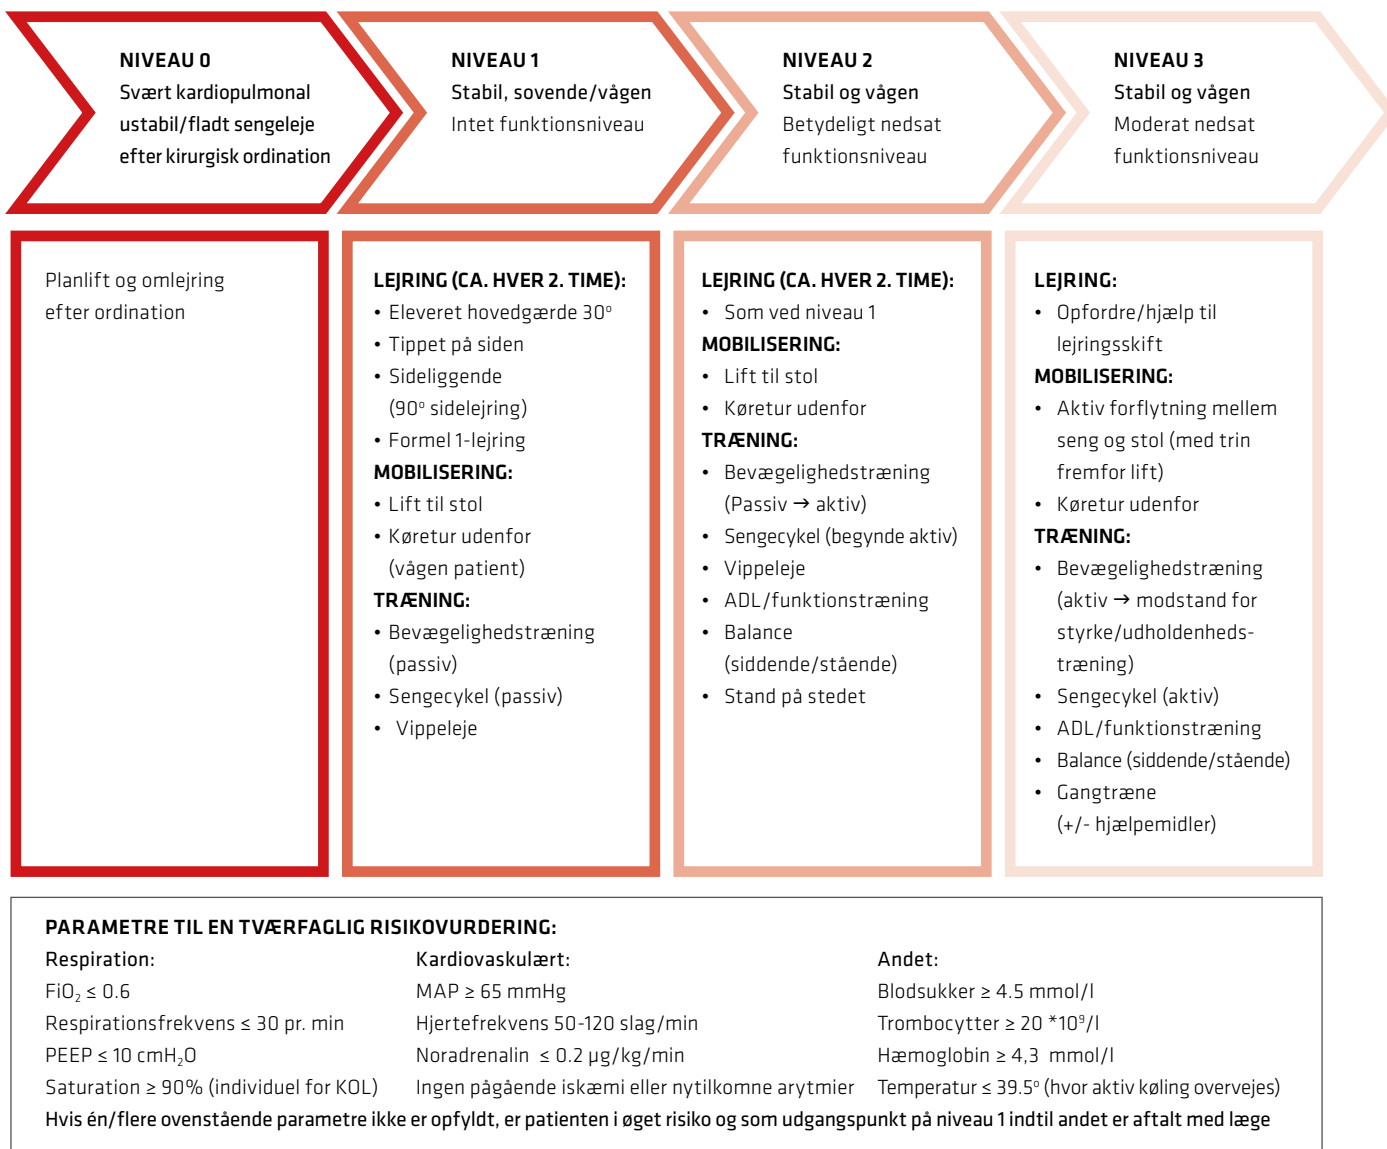 NIVEAU 0
Svært kardiopulmonal
ustabil/fladt sengeleje
efter kirurgisk ordination
NIVEAU 1
Stabil, sovende/vågen
Intet funktionsniveau
NIVEAU 2
Stabil og vågen
Betydeligt nedsat
funktionsniveau
NIVEAU 3
Stabil og vågen
Moderat nedsat
funktionsniveau
Planlift og omlejring
efter ordination
LEJRING (CA. HVER 2. TIME):
• Eleveret hovedgærde 30º
• Tippet på siden
• Sideliggende
(90º sidelejring)
• Formel 1-lejring
MOBILISERING:
• Lift til stol
• Køretur udenfor
(vågen patient)
TRÆNING:
• Bevægelighedstræning
(passiv)
• Sengecykel (passiv)
• Vippeleje
LEJRING (CA. HVER 2. TIME):
• Som ved niveau 1
MOBILISERING:
• Lift til stol
• Køretur udenfor
TRÆNING:
• Bevægelighedstræning
(Passiv → aktiv)
• Sengecykel (begynde aktiv)
• Vippeleje
• ADL/funktionstræning
• Balance
(siddende/stående)
• Stand på stedet
LEJRING:
• Opfordre/hjælp til
lejringsskift
MOBILISERING:
• Aktiv forflytning mellem
seng og stol (med trin
fremfor lift)
• Køretur udenfor
TRÆNING:
• Bevægelighedstræning
(aktiv → modstand for
styrke/udholdenheds-
træning)
• Sengecykel (aktiv)
• ADL/funktionstræning
• Balance (siddende/stående)
• Gangtræne
(+/- hjælpemidler)
PARAMETRE TIL EN TVÆRFAGLIG RISIKOVURDERING:
Respiration:
FiO₂ ≤ 0.6
Respirationsfrekvens ≤ 30 pr. min
PEEP ≤ 10 cmH₂O
Saturation ≥ 90% (individuel for KOL)
Kardiovaskulært:
MAP ≥ 65 mmHg
Hjertefrekvens 50-120 slag/min
Noradrenalin ≤ 0.2 µg/kg/min
Ingen pågående iskæmi eller nytilkomne arytmier
Andet:
Blodsukker ≥ 4.5 mmol/l
Trombocytter ≥ 20 *10⁹/l
Hæmoglobin ≥ 4,3 mmol/l
Temperatur ≤ 39.5º (hvor aktiv køling overvejes)
Hvis én/flere ovenstående parametre ikke er opfyldt, er patienten i øget risiko og som udgangspunkt på niveau 1 indtil andet er aftalt med læge